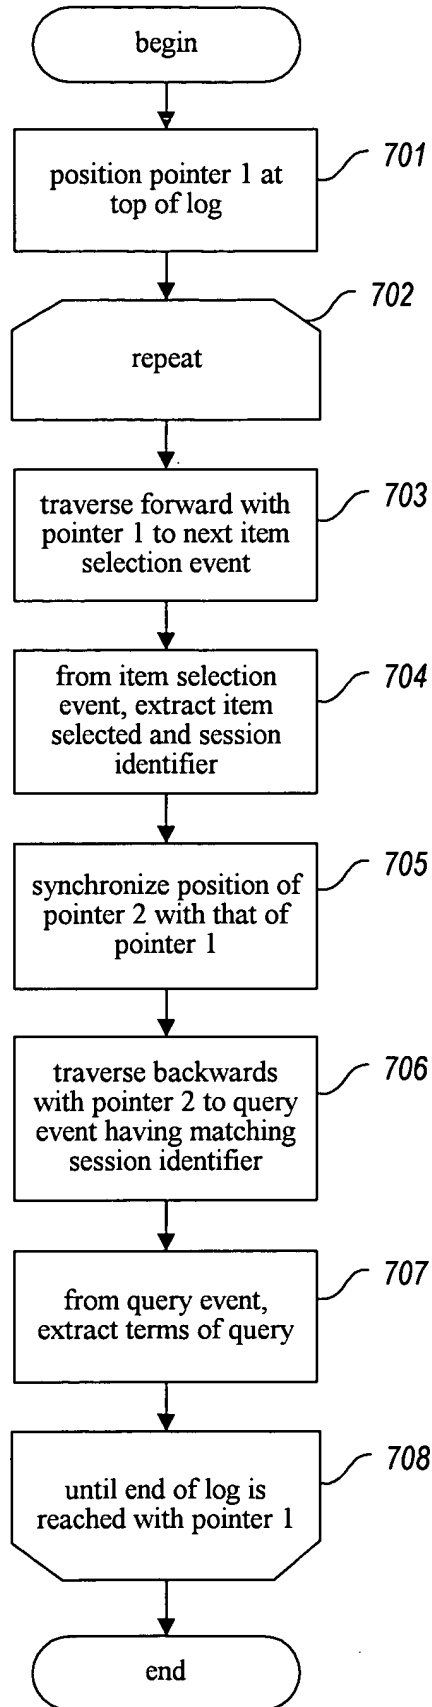 begin
701
position pointer 1 at
top of log
702
repeat
703
traverse forward with
pointer 1 to next item
selection event
704
from item selection
event, extract item
selected and session
identifier
705
synchronize position of
pointer 2 with that of
pointer 1
706
traverse backwards
with pointer 2 to query
event having matching
session identifier
707
from query event,
extract terms of query
708
until end of log is
reached with pointer 1
end